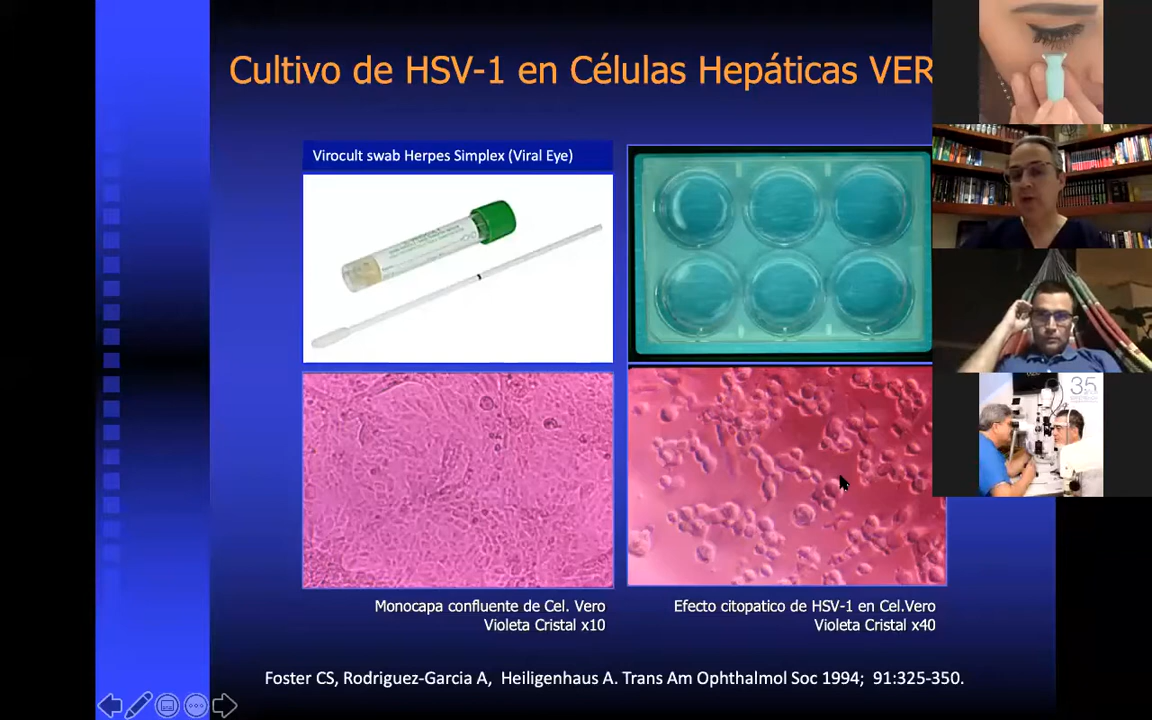 Cultivo de HSV-1 en Células Hepáticas VER
Virocult swab Herpes Simplex (Viral Eye)
35
Monocapa confluente de Cel. Vero
Violeta Cristal x10
Efecto citopatico de HSV-1 en Cel.Vero
Violeta Cristal x40
Foster CS, Rodriguez-Garcia A, Heiligenhaus A. Trans Am Ophthalmol Soc 1994; 91:325-350.